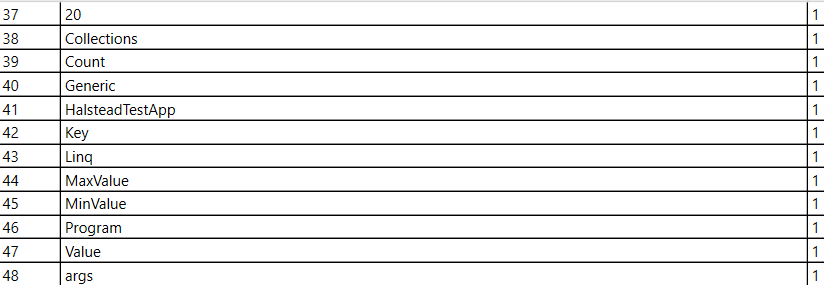 37 20 1
38 Collections 1
39 Count 1
40 Generic 1
41 HalsteadTestApp 1
42 Key 1
43 Linq 1
44 MaxValue 1
45 MinValue 1
46 Program 1
47 Value 1
48 args 1